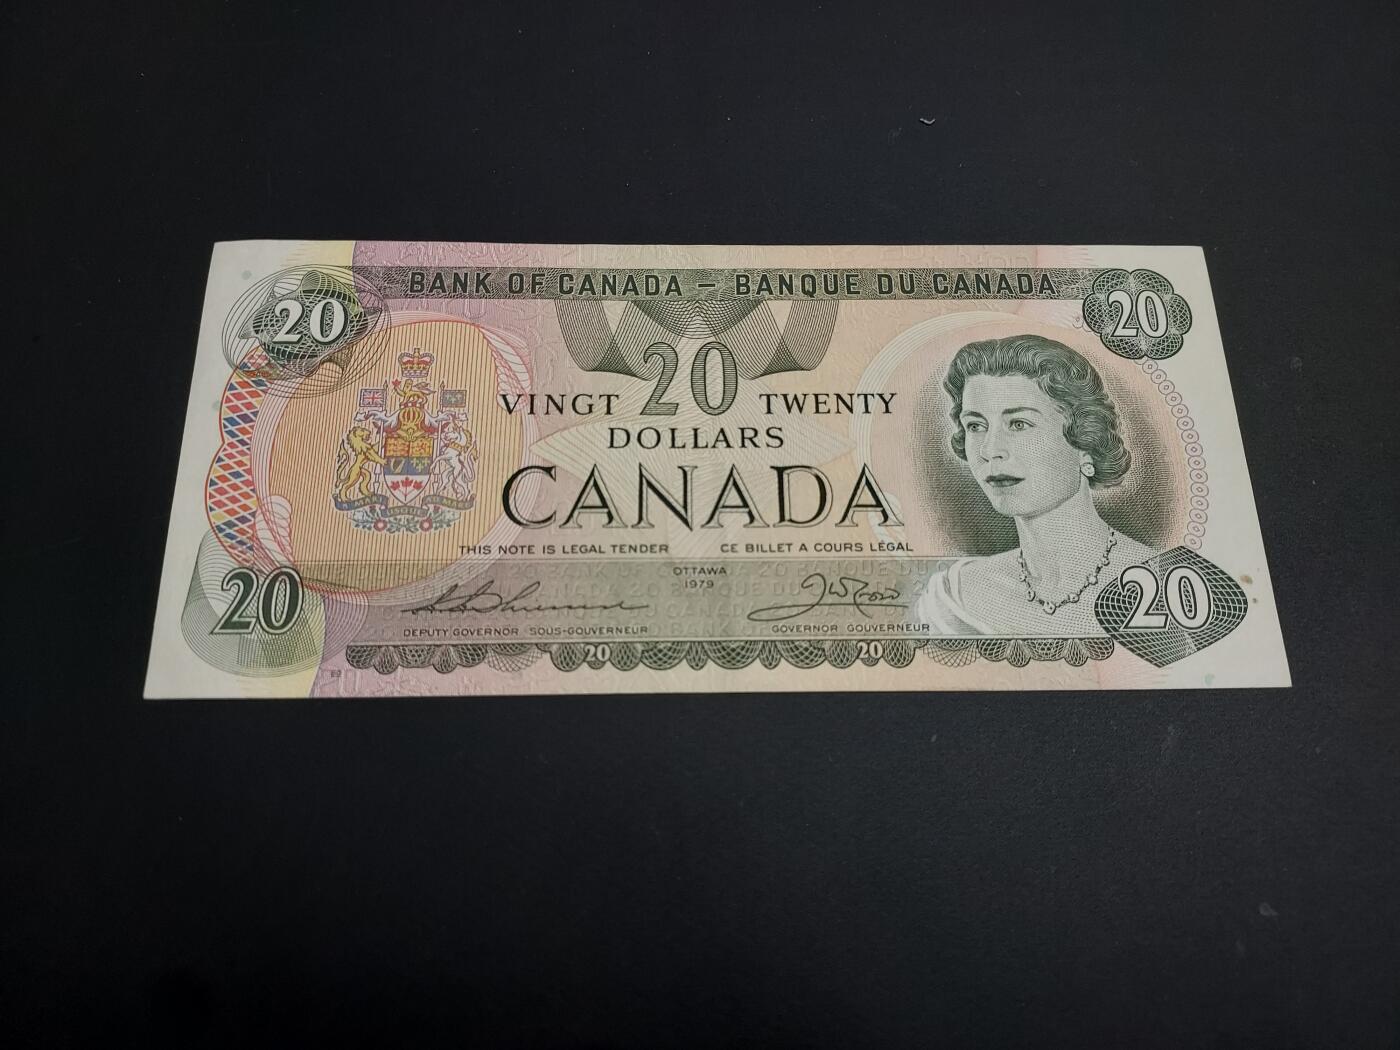 BANK OF CANADA – BANQUE DU CANADA
20 20
20
VINGT TWENTY
DOLLARS
CANADA
THIS NOTE IS LEGAL TENDER CE BILLET A COURS LÉGAL
OTTAWA
1979
20 20
DEPUTY GOVERNOR SOUS-GOUVERNEUR GOVERNOR GOUVERNEUR
20 20